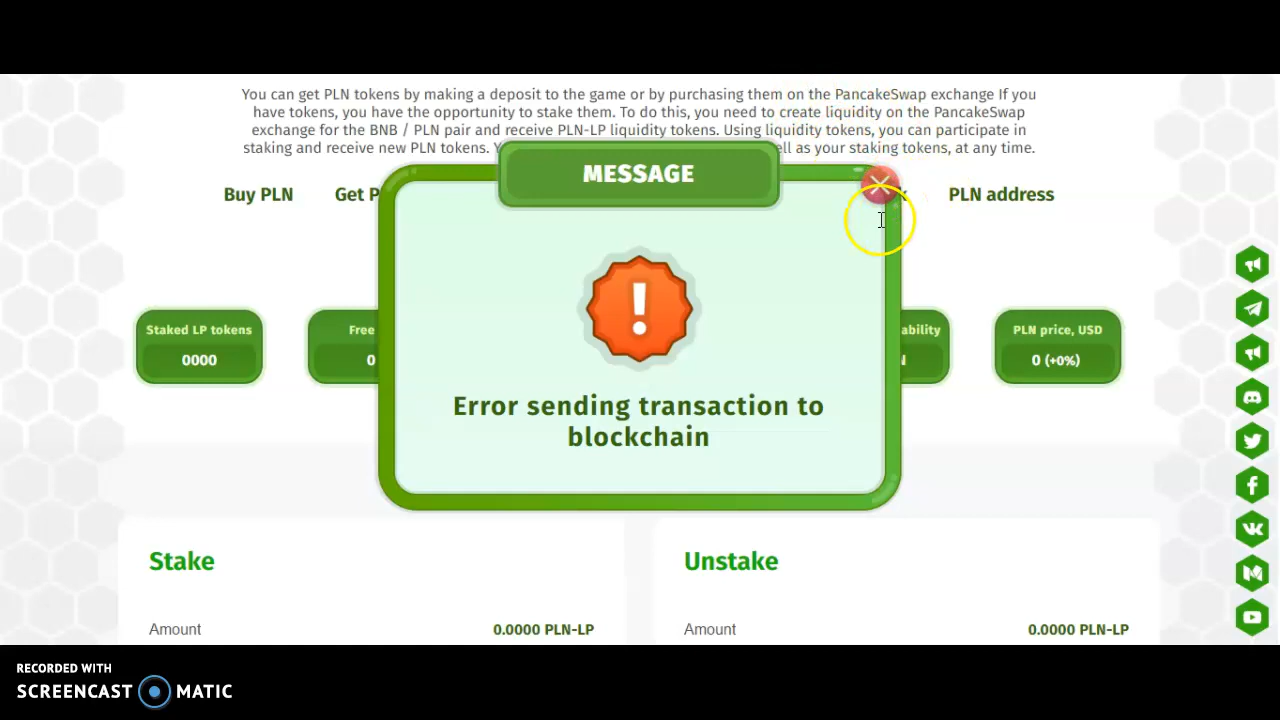 You can get PLN tokens by making a deposit to the game or by purchasing them on the PancakeSwap exchange If you
have tokens, you have the opportunity to stake them. To do this, you need to create liquidity on the PancakeSwap
exchange for the BNB / PLN pair and receive PLN-LP liquidity tokens. Using liquidity tokens, you can participate in
staking and receive new PLN tokens. ell as your staking tokens, at any time.
MESSAGE
Buy PLN Get P PLN address
Staked LP tokens Free ability PLN price, USD
0000 0 0 (+0%)
Error sending transaction to
blockchain
Stake Unstake
Amount 0.0000 PLN-LP Amount 0.0000 PLN-LP
RECORDED WITH
SCREENCAST MATIC